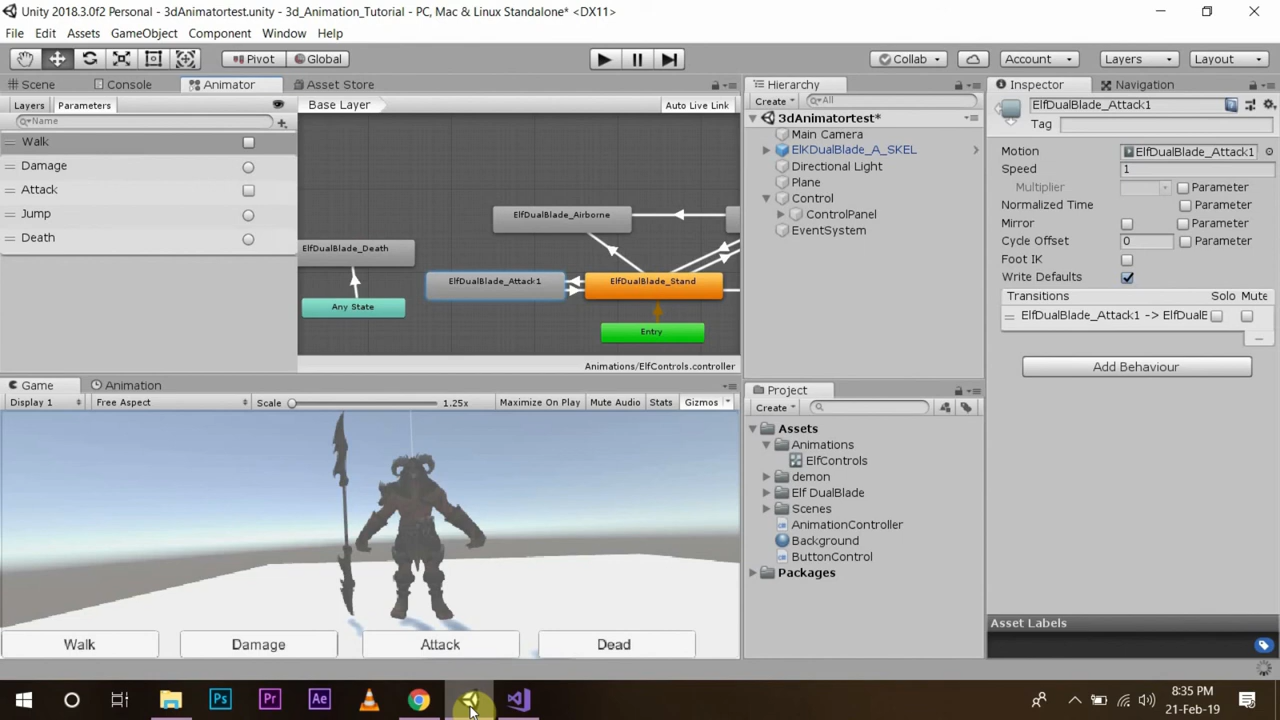 Unity 2018.3.0f2 Personal - 3dAnimatortest.unity - 3d_Animation_Tutorial - PC, Mac & Linux Standalone* <DX11>
File Edit Assets GameObject Component Window Help
Pivot Global Collab Account Layers Layout
Scene Console Animator Asset Store Hierarchy Inspector Navigation
Layers Parameters Base Layer Auto Live Link Create All ElfDualBlade_Attack1
Name 3dAnimatortest* Tag
Walk Main Camera
Damage ElKDualBlade_A_SKEL Motion ElfDualBlade_Attack1
Attack Directional Light Speed 1
Jump Plane Multiplier Parameter
Death Control Normalized Time Parameter
ElfDualBlade_Airborne ControlPanel Mirror Parameter
EventSystem Cycle Offset 0 Parameter
ElfDualBlade_Death Foot IK
ElfDualBlade_Attack1 ElfDualBlade_Stand Write Defaults
Any State Transitions Solo Mute
Entry ElfDualBlade_Attack1 -> ElfDualE
Animations/ElfControls.controller Add Behaviour
Game Animation Project
Display 1 Free Aspect Scale 1.25x Maximize On Play Mute Audio Stats Gizmos Create
Assets
Animations
ElfControls
demon
Elf DualBlade
Scenes
AnimationController
Background
ButtonControl
Packages
Asset Labels
Walk Damage Attack Dead
Ps Pr Ae
8:35 PM
21-Feb-19